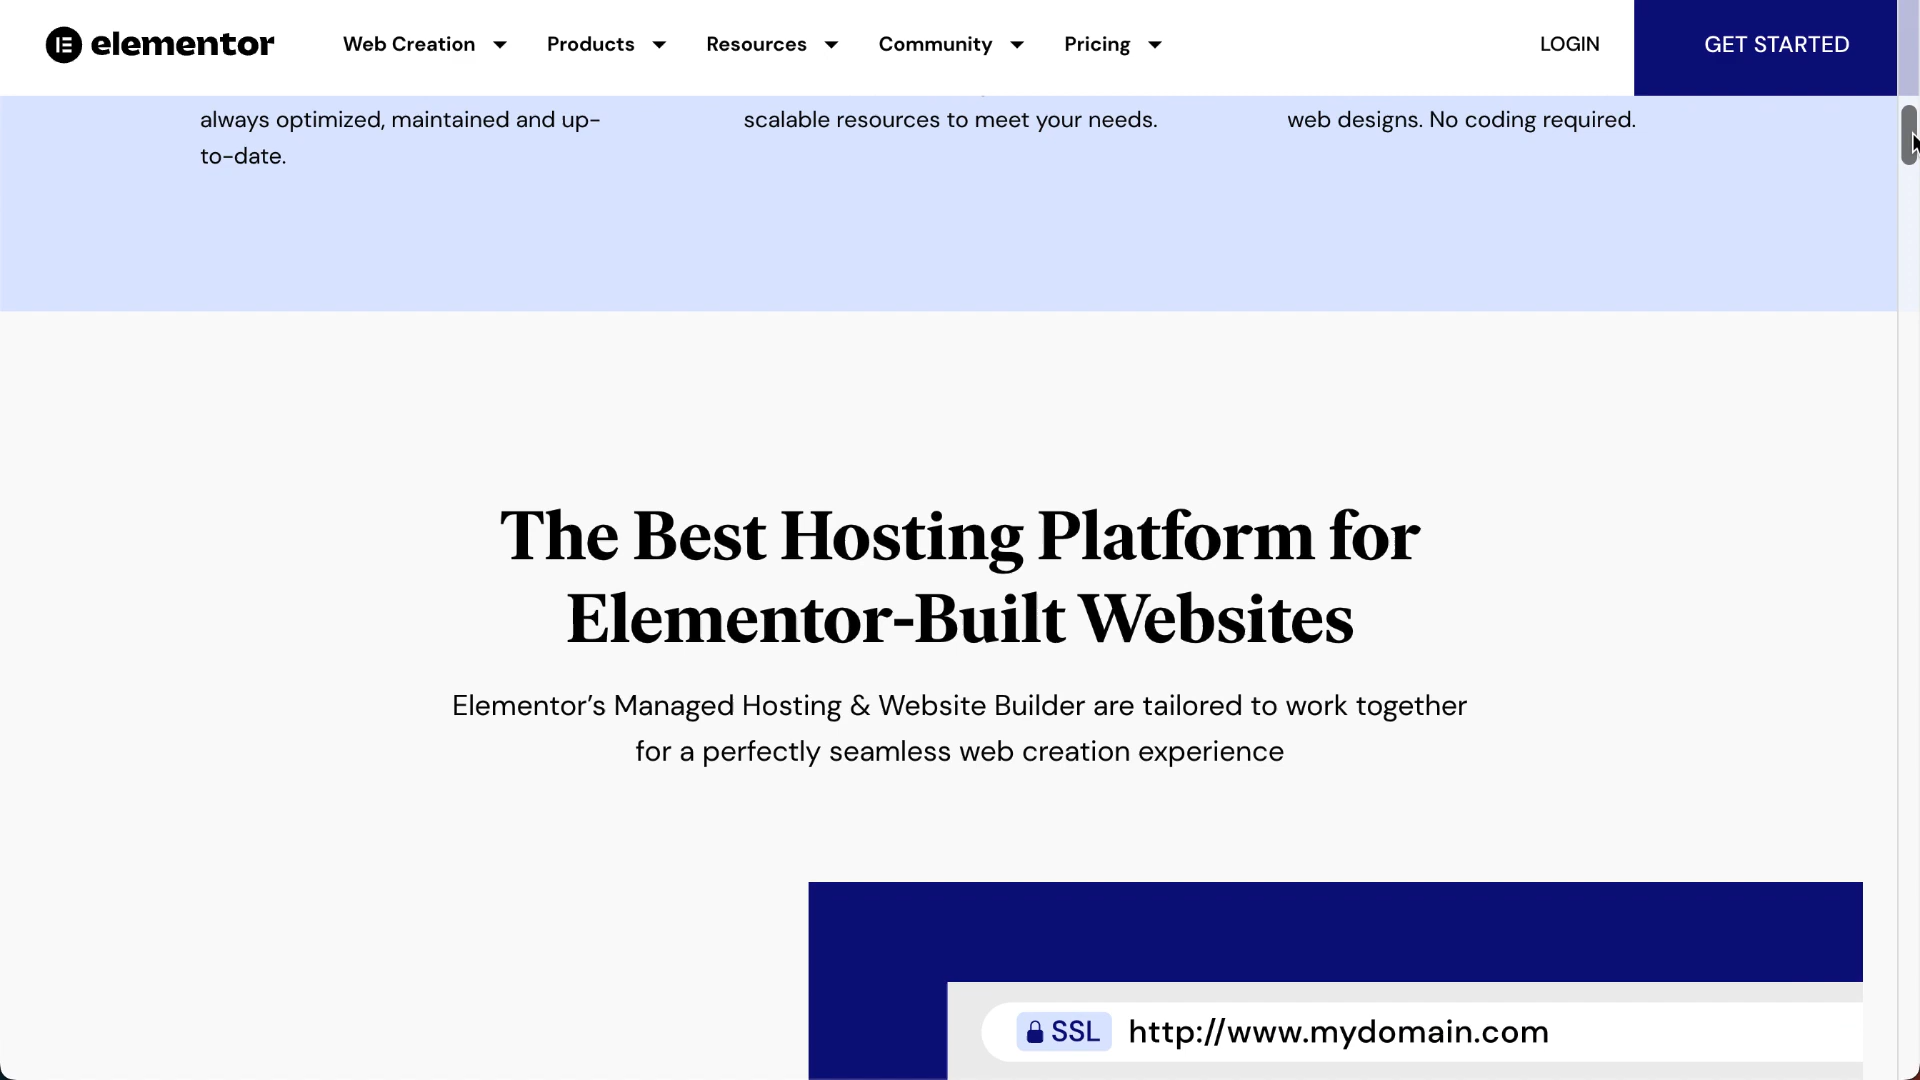 elementor Web Creation Products Resources Community Pricing LOGIN GET STARTED
always optimized, maintained and up-
to-date.
scalable resources to meet your needs.
web designs. No coding required.
The Best Hosting Platform for
Elementor-Built Websites
Elementor’s Managed Hosting & Website Builder are tailored to work together
for a perfectly seamless web creation experience
SSL http://www.mydomain.com